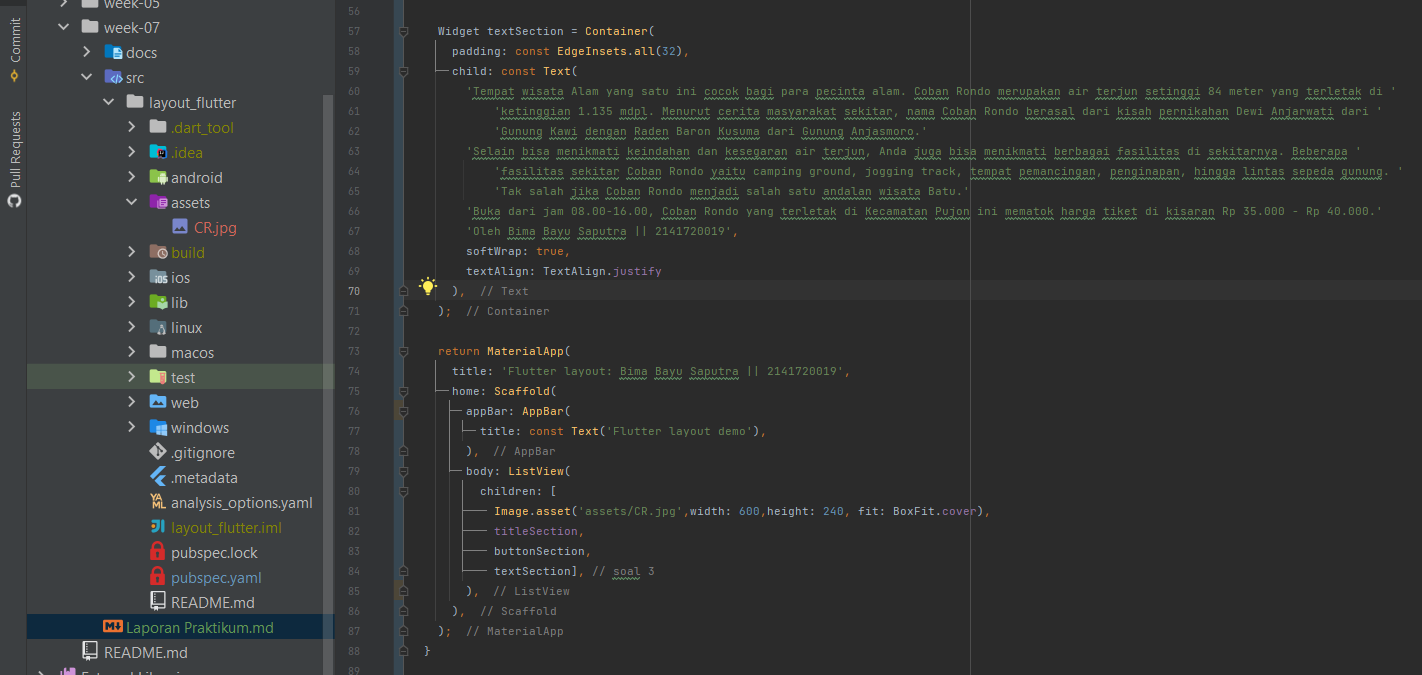 Commit
Pull Requests
week-05
week-07
docs
src
layout_flutter
.dart_tool
.idea
android
assets
CR.jpg
build
ios
lib
linux
macos
test
web
windows
.gitignore
.metadata
analysis_options.yaml
layout_flutter.iml
pubspec.lock
pubspec.yaml
README.md
Laporan Praktikum.md
README.md
56
57 Widget textSection = Container(
58 padding: const EdgeInsets.all(32),
59 child: const Text(
60 'Tempat wisata Alam yang satu ini cocok bagi para pecinta alam. Coban Rondo merupakan air terjun setinggi 84 meter yang terletak di '
61 'ketinggian 1.135 mdpl. Menurut cerita masyarakat sekitar, nama Coban Rondo berasal dari kisah pernikahan Dewi Anjarwati dari '
62 'Gunung Kawi dengan Raden Baron Kusuma dari Gunung Anjasmoro.'
63 'Selain bisa menikmati keindahan dan kesegaran air terjun, Anda juga bisa menikmati berbagai fasilitas di sekitarnya. Beberapa '
64 'fasilitas sekitar Coban Rondo yaitu camping ground, jogging track, tempat pemancingan, penginapan, hingga lintas sepeda gunung. '
65 'Tak salah jika Coban Rondo menjadi salah satu andalan wisata Batu.'
66 'Buka dari jam 08.00-16.00, Coban Rondo yang terletak di Kecamatan Pujon ini mematok harga tiket di kisaran Rp 35.000 - Rp 40.000.'
67 'Oleh Bima Bayu Saputra || 2141720019',
68 softWrap: true,
69 textAlign: TextAlign.justify
70 ), // Text
71 ); // Container
72
73 return MaterialApp(
74 title: 'Flutter layout: Bima Bayu Saputra || 2141720019',
75 home: Scaffold(
76 appBar: AppBar(
77 title: const Text('Flutter layout demo'),
78 ), // AppBar
79 body: ListView(
80 children: [
81 Image.asset('assets/CR.jpg',width: 600,height: 240, fit: BoxFit.cover),
82 titleSection,
83 buttonSection,
84 textSection], // soal 3
85 ), // ListView
86 ), // Scaffold
87 ); // MaterialApp
88 }
89